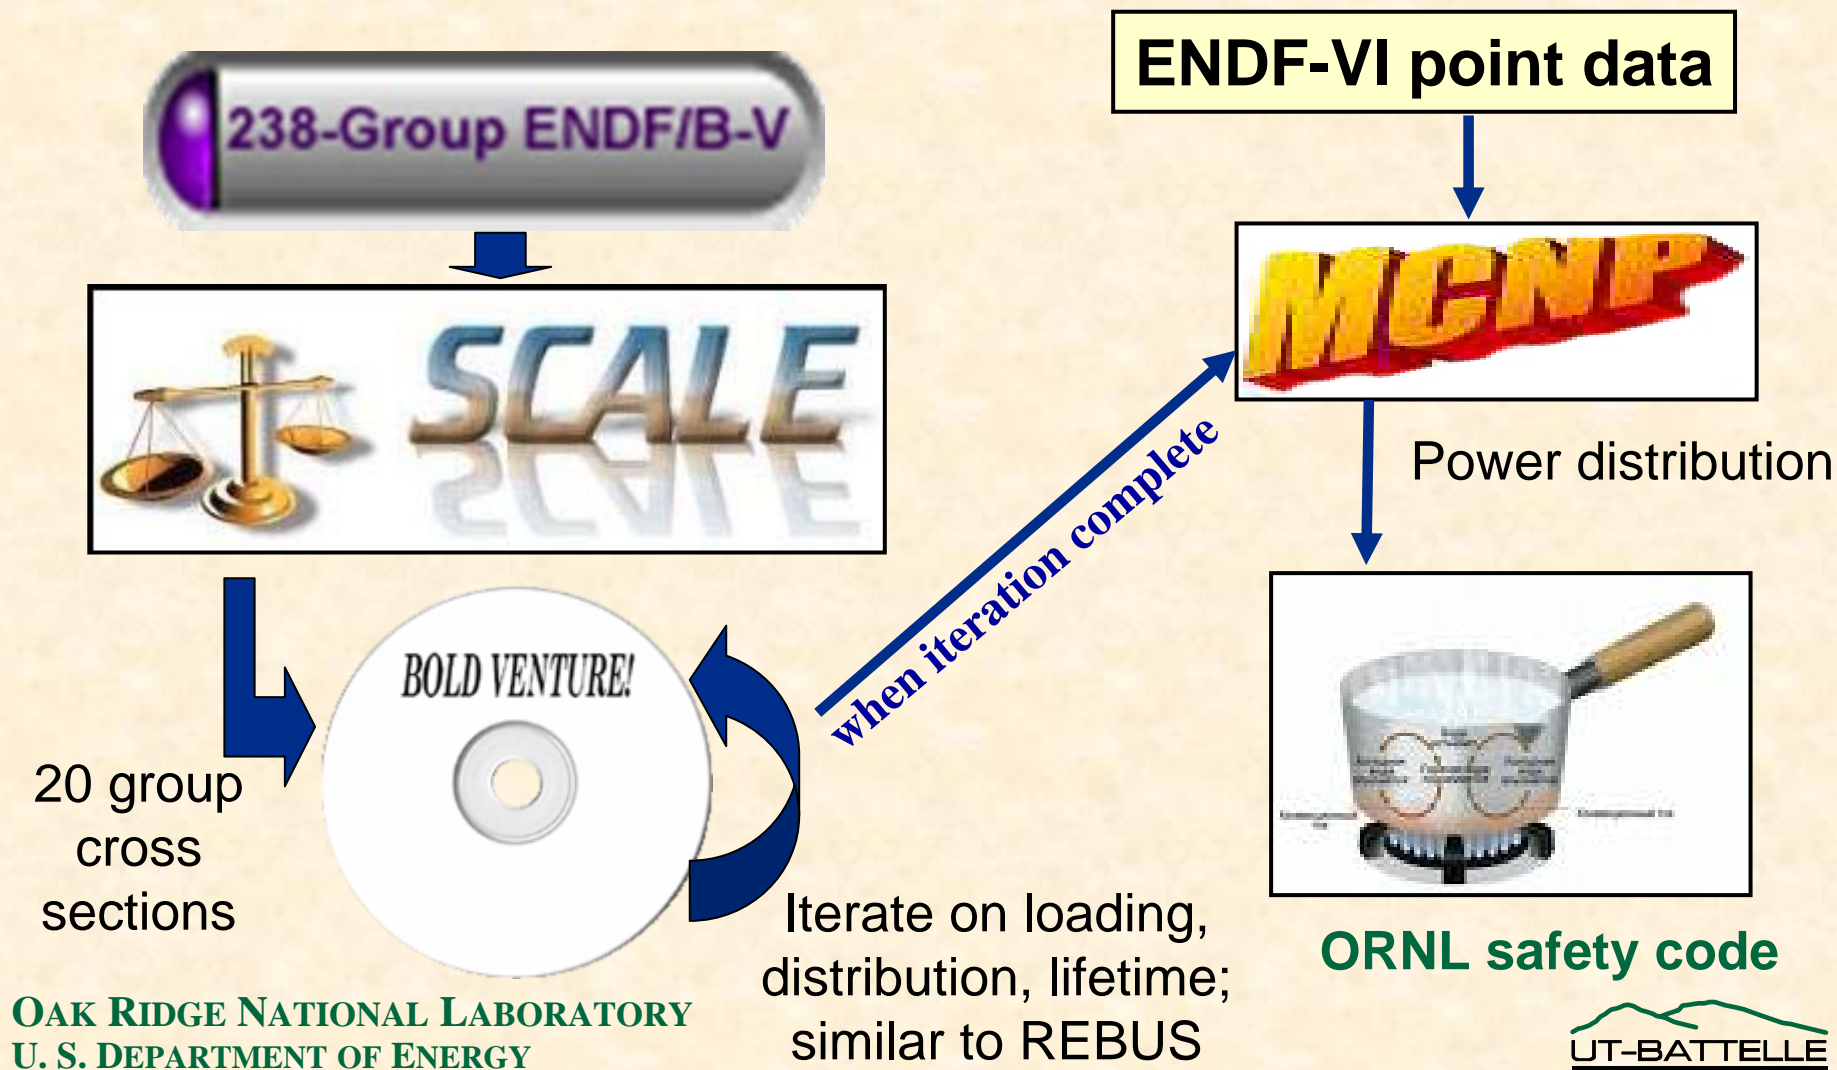 238-Group ENDF/B-V
SCALE
20 group
cross
sections
BOLD VENTURE!
Iterate on loading,
distribution, lifetime;
similar to REBUS
when iteration complete
ENDF-VI point data
MCNP
Power distribution
ORNL safety code
OAK RIDGE NATIONAL LABORATORY
U. S. DEPARTMENT OF ENERGY
UT-BATTELLE